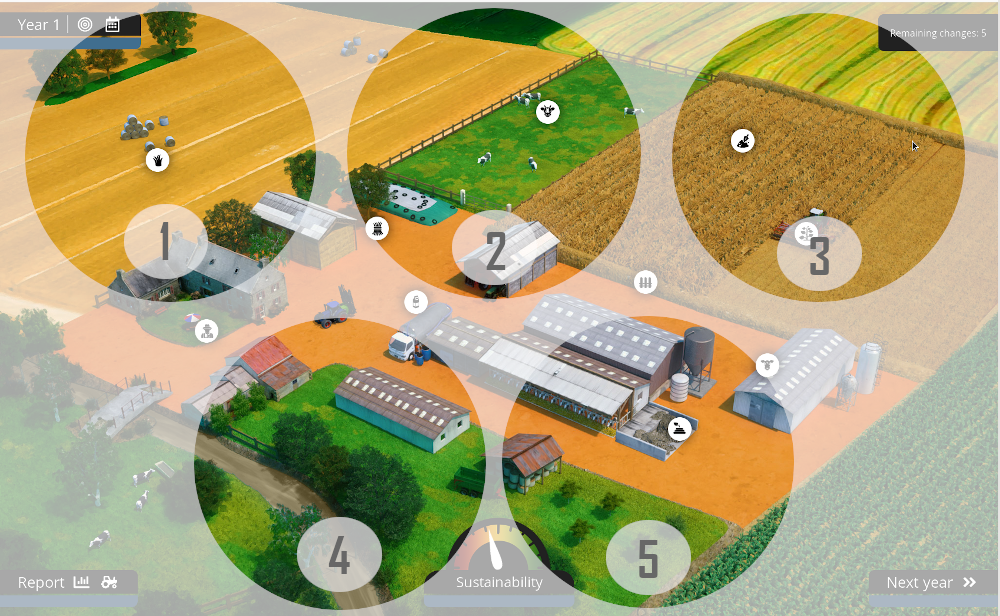 Year 1
Remaining changes: 5
1
2
3
4
5
Report
Sustainability
Next year